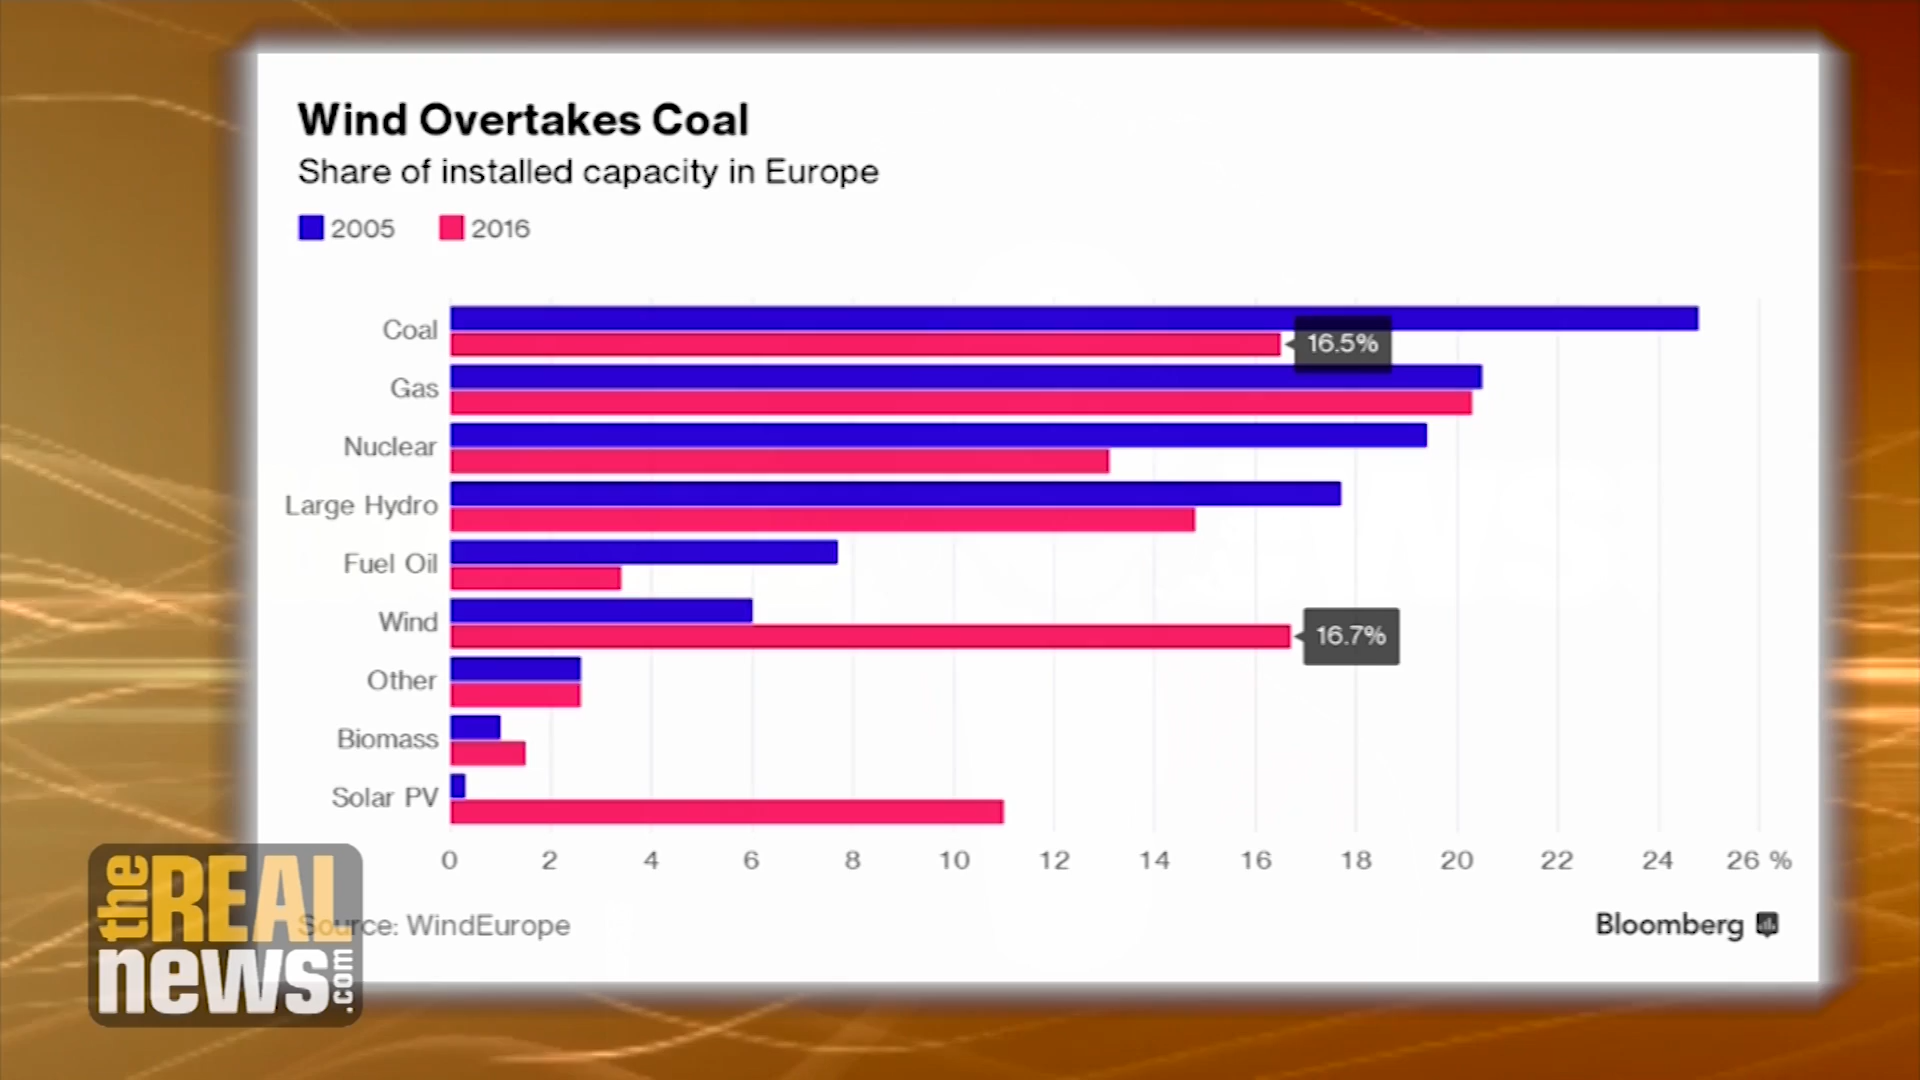 Wind Overtakes Coal
Share of installed capacity in Europe
2005 2016
Coal
16.5%
Gas
Nuclear
Large Hydro
Fuel Oil
Wind
16.7%
Other
Biomass
Solar PV
0 2 4 6 8 10 12 14 16 18 20 22 24 26 %
Source: WindEurope
Bloomberg
the REAL
news.com